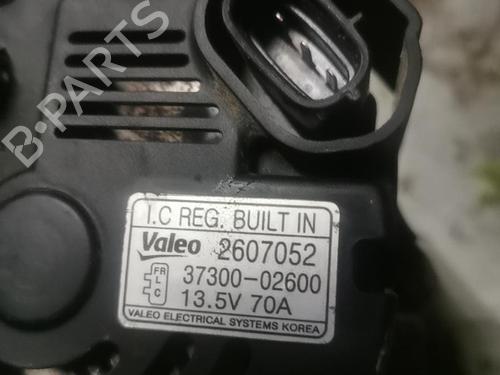 B-PARTS
I.C REG. BUILT IN
Valeo 2607052
FR
L 37300-02600
C 13.5V 70A
VALEO ELECTRICAL SYSTEMS KOREA